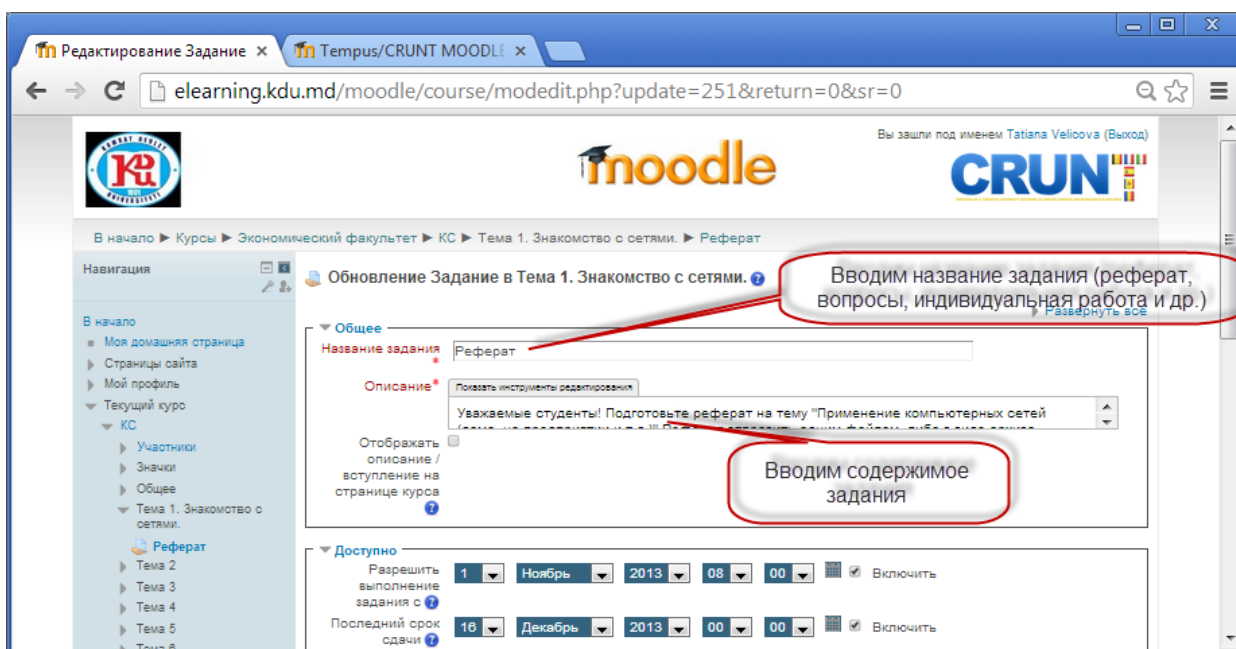 Редактирование Задание ×
Tempus/CRUNT MOODLE ×
elearning.kdu.md/moodle/course/modedit.php?update=251&return=0&sr=0
Вы зашли под именем Tatiana Velicova (Выход)
KDU
moodle
CRUNT
В начало ► Курсы ► Экономический факультет ► КС ► Тема 1. Знакомство с сетями. ► Реферат
Навигация
В начало
Моя домашняя страница
Страницы сайта
Мой профиль
Текущий курс
КС
Участники
Значки
Общее
Тема 1. Знакомство с
сетями.
Реферат
Тема 2
Тема 3
Тема 4
Тема 5
Тема 6
Обновление Задание в Тема 1. Знакомство с сетями.
Вводим название задания (реферат,
вопросы, индивидуальная работа и др.)
Развернуть всё
Общее
Название задания*
Реферат
Описание*
Показать инструменты редактирования
Уважаемые студенты! Подготовьте реферат на тему "Применение компьютерных сетей
Отображать
описание /
вступление на
странице курса
Вводим содержимое
задания
Доступно
Разрешить
выполнение
задания с
1 Ноябрь 2013 08 00 Включить
Последний срок
сдачи
16 Декабрь 2013 00 00 Включить